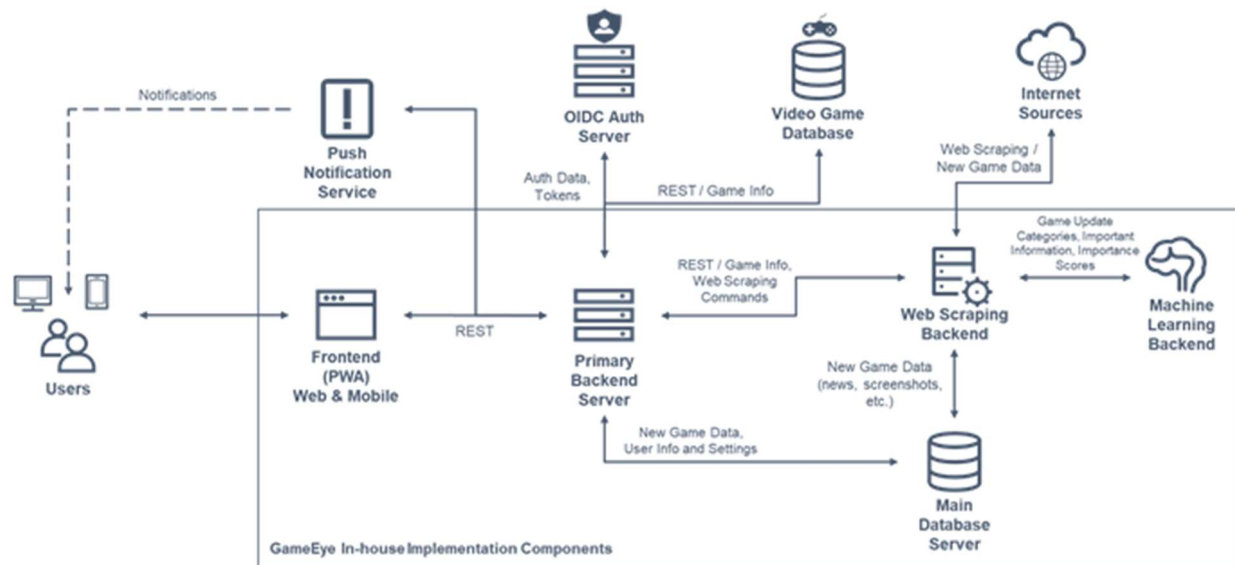 Notifications
Push
Notification
Service
OIDC Auth
Server
Video Game
Database
Internet
Sources
Auth Data,
Tokens
REST / Game Info
Web Scraping /
New Game Data
Game Update
Categories, Important
Information, Importance
Scores
REST / Game Info,
Web Scraping
Commands
Users
Frontend
(PWA)
Web & Mobile
REST
Primary
Backend
Server
Web Scraping
Backend
Machine
Learning
Backend
New Game Data
(news, screenshots,
etc.)
New Game Data,
User Info and Settings
Main
Database
Server
GameEye In-house Implementation Components